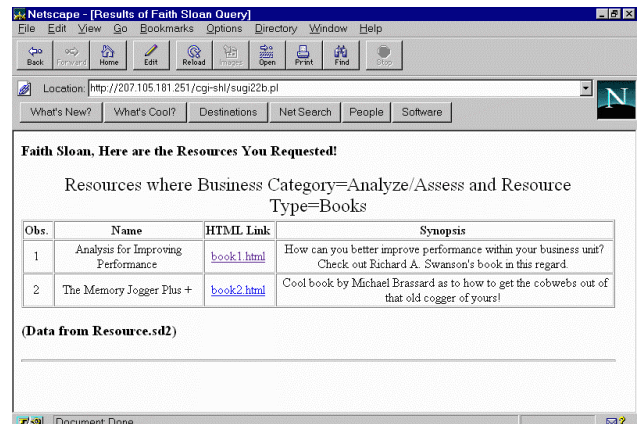 Netscape - [Results of Faith Sloan Query]
File Edit View Go Bookmarks Options Directory Window Help
Back Forward Home Edit Reload Images Open Print Find Stop
Location: http://207.105.181.251/cgi-shl/sugi22b.pl
N
What's New? What's Cool? Destinations Net Search People Software
Faith Sloan, Here are the Resources You Requested!
Resources where Business Category=Analyze/Assess and Resource
Type=Books
Obs. Name HTML Link Synopsis
1 Analysis for Improving Performance book1.html How can you better improve performance within your business unit?
Check out Richard A. Swanson's book in this regard.
2 The Memory Jogger Plus + book2.html Cool book by Michael Brassard as to how to get the cobwebs out of
that old cogger of yours!
(Data from Resource.sd2)
Document: Done